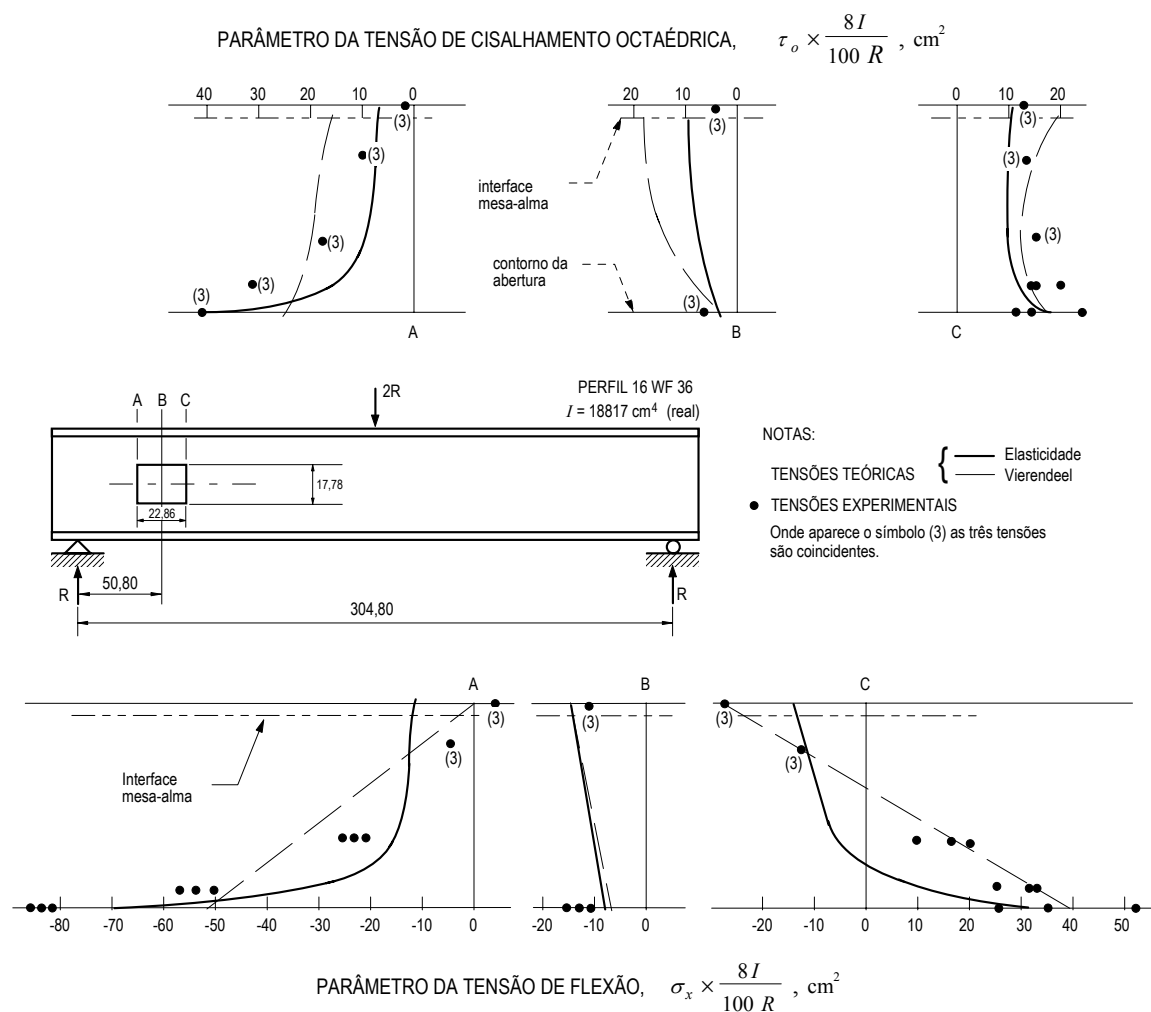 PARÂMETRO DA TENSÃO DE CISALHAMENTO OCTAÉDRICA, τ_o × 8I / 100 R , cm²
40 30 20 10 0
(3)
(3)
(3)
(3)
(3)
A
20 10 0
(3)
interface
mesa-alma
contorno da
abertura
(3)
B
0 10 20
(3)
(3)
(3)
C
A B C
2R
PERFIL 16 WF 36
I = 18817 cm⁴ (real)
17,78
22,86
50,80
R
R
304,80
NOTAS:
TENSÕES TEÓRICAS { Elasticidade
Vierendeel
TENSÕES EXPERIMENTAIS
Onde aparece o símbolo (3) as três tensões
são coincidentes.
A
(3)
(3)
Interface
mesa-alma
-80 -70 -60 -50 -40 -30 -20 -10 0
B
(3)
-20 -10 0
C
(3)
(3)
-20 -10 0 10 20 30 40 50
PARÂMETRO DA TENSÃO DE FLEXÃO, σ_x × 8I / 100 R , cm²